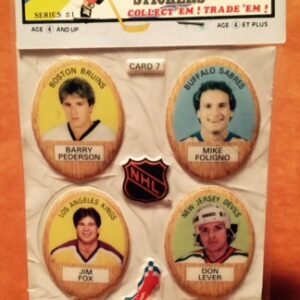 STICKERS
SERIES #1
COLLECT 'EM! TRADE 'EM!
AGE 4 AND UP
AGE 4 ET PLUS
CARD 7
BOSTON BRUINS
BARRY
PEDERSON
BUFFALO SABRES
MIKE
FOLIGNO
NHL
LOS ANGELES KINGS
JIM
FOX
NEW JERSEY DEVILS
DON
LEVER